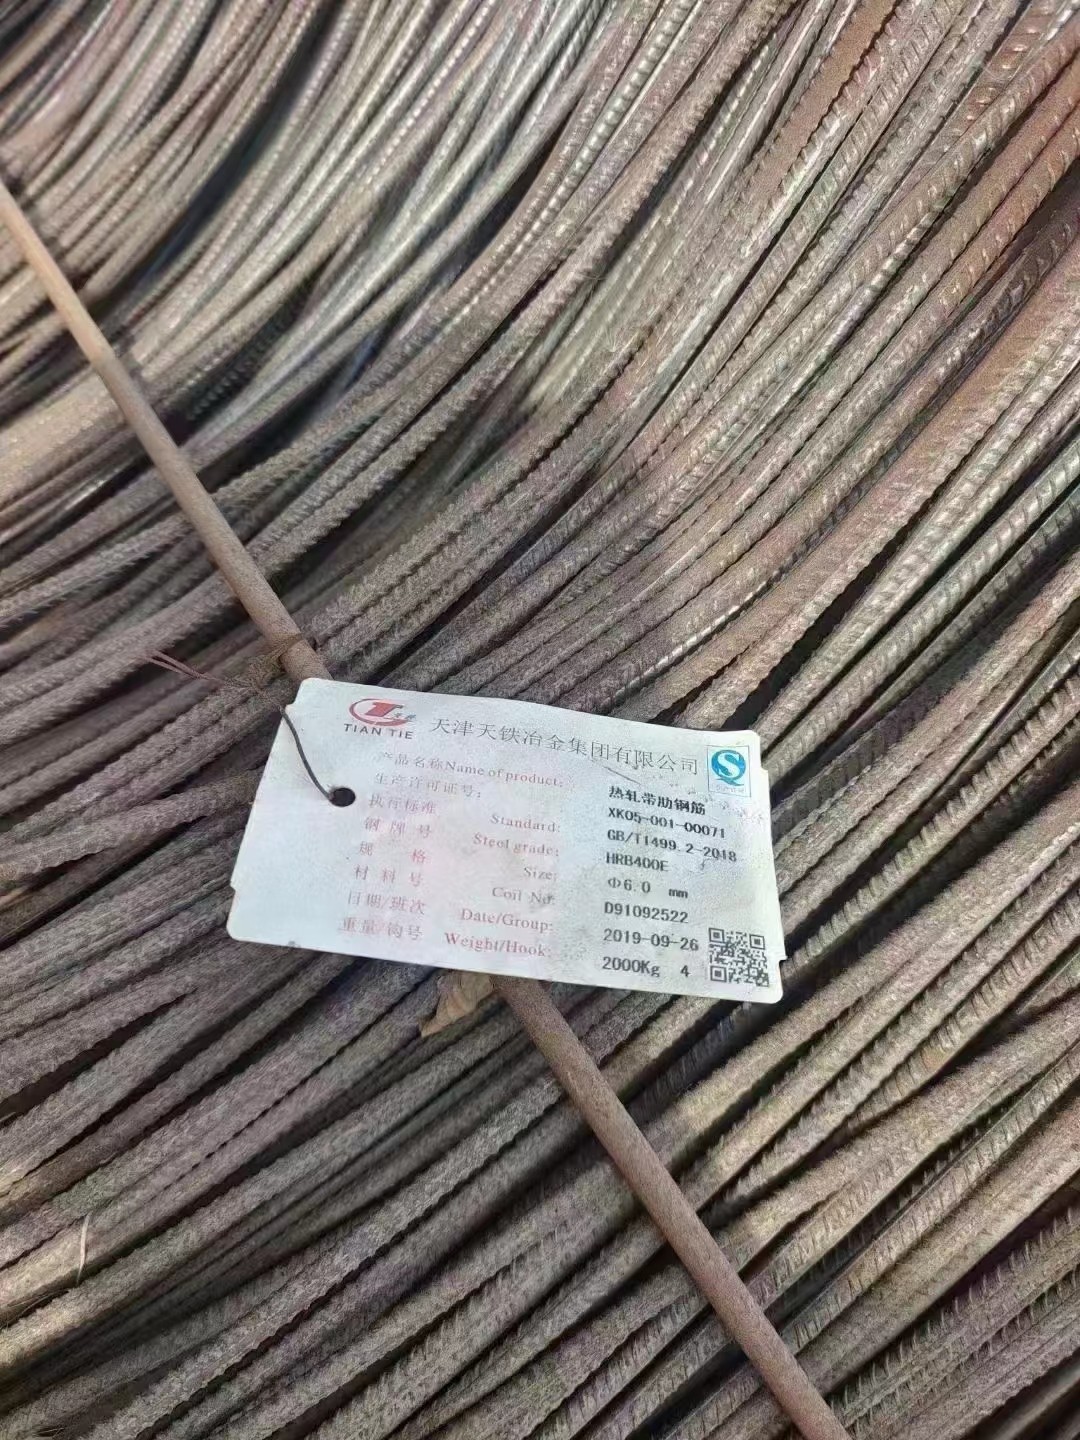 TIAN TIE
天津天铁冶金集团有限公司
产品名称Name of product: 热轧带肋钢筋
生产许可证号: XK05-001-00071
执行标准 Standard: GB/T1499.2-2018
钢牌号 Steel grade: HRB400E
规格 Size: Φ6.0 mm
材料号 Coil No: D91092522
日期/班次 Date/Group: 2019-09-26
重量/钩号 Weight/Hook: 2000Kg 4